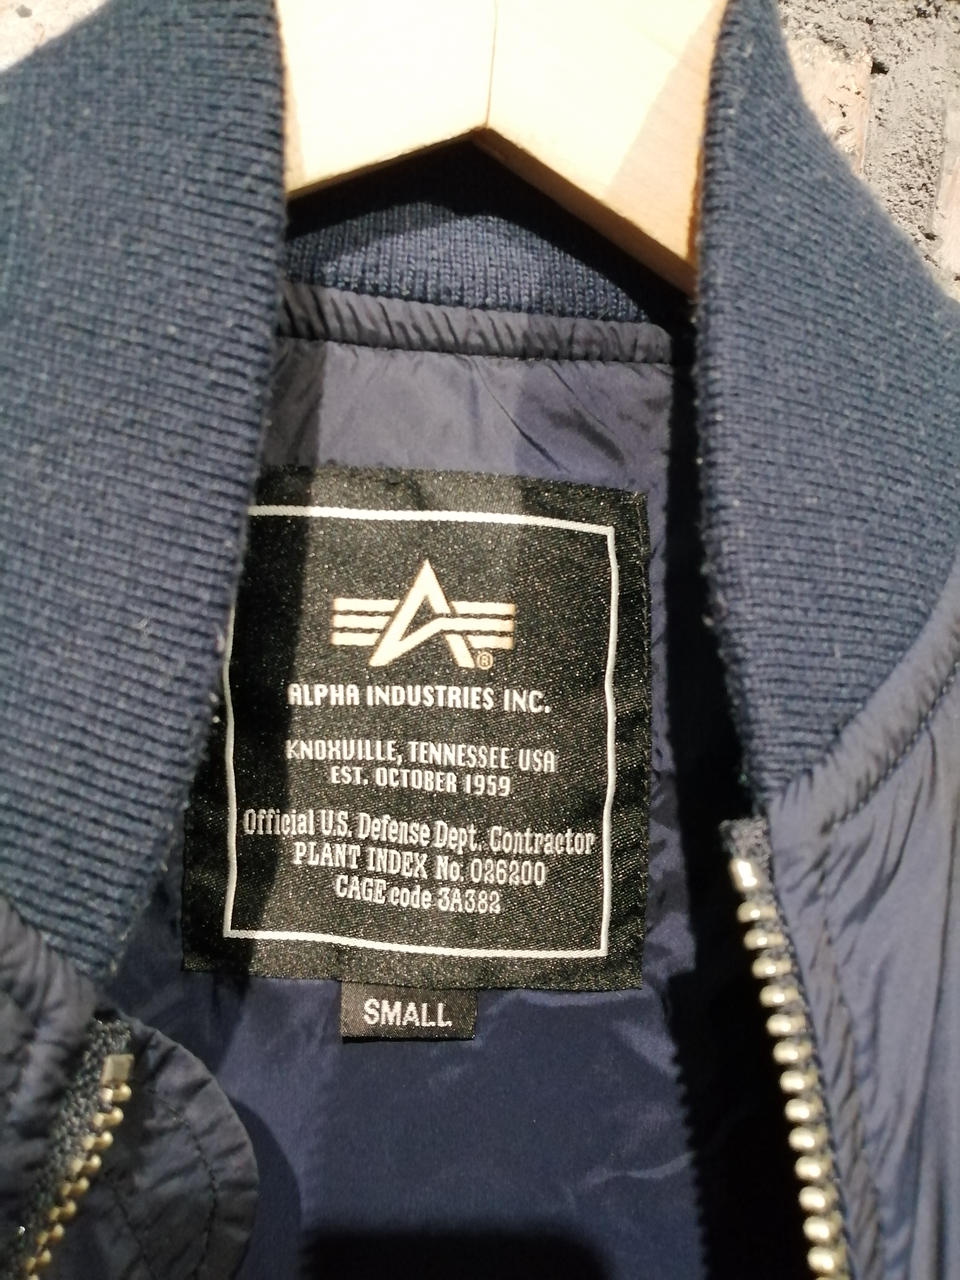 ®
ALPHA INDUSTRIES INC.
KNOXVILLE, TENNESSEE USA
EST. OCTOBER 1959
Official U.S. Defense Dept. Contractor
PLANT INDEX No. 026200
CAGE code 3A382
SMALL